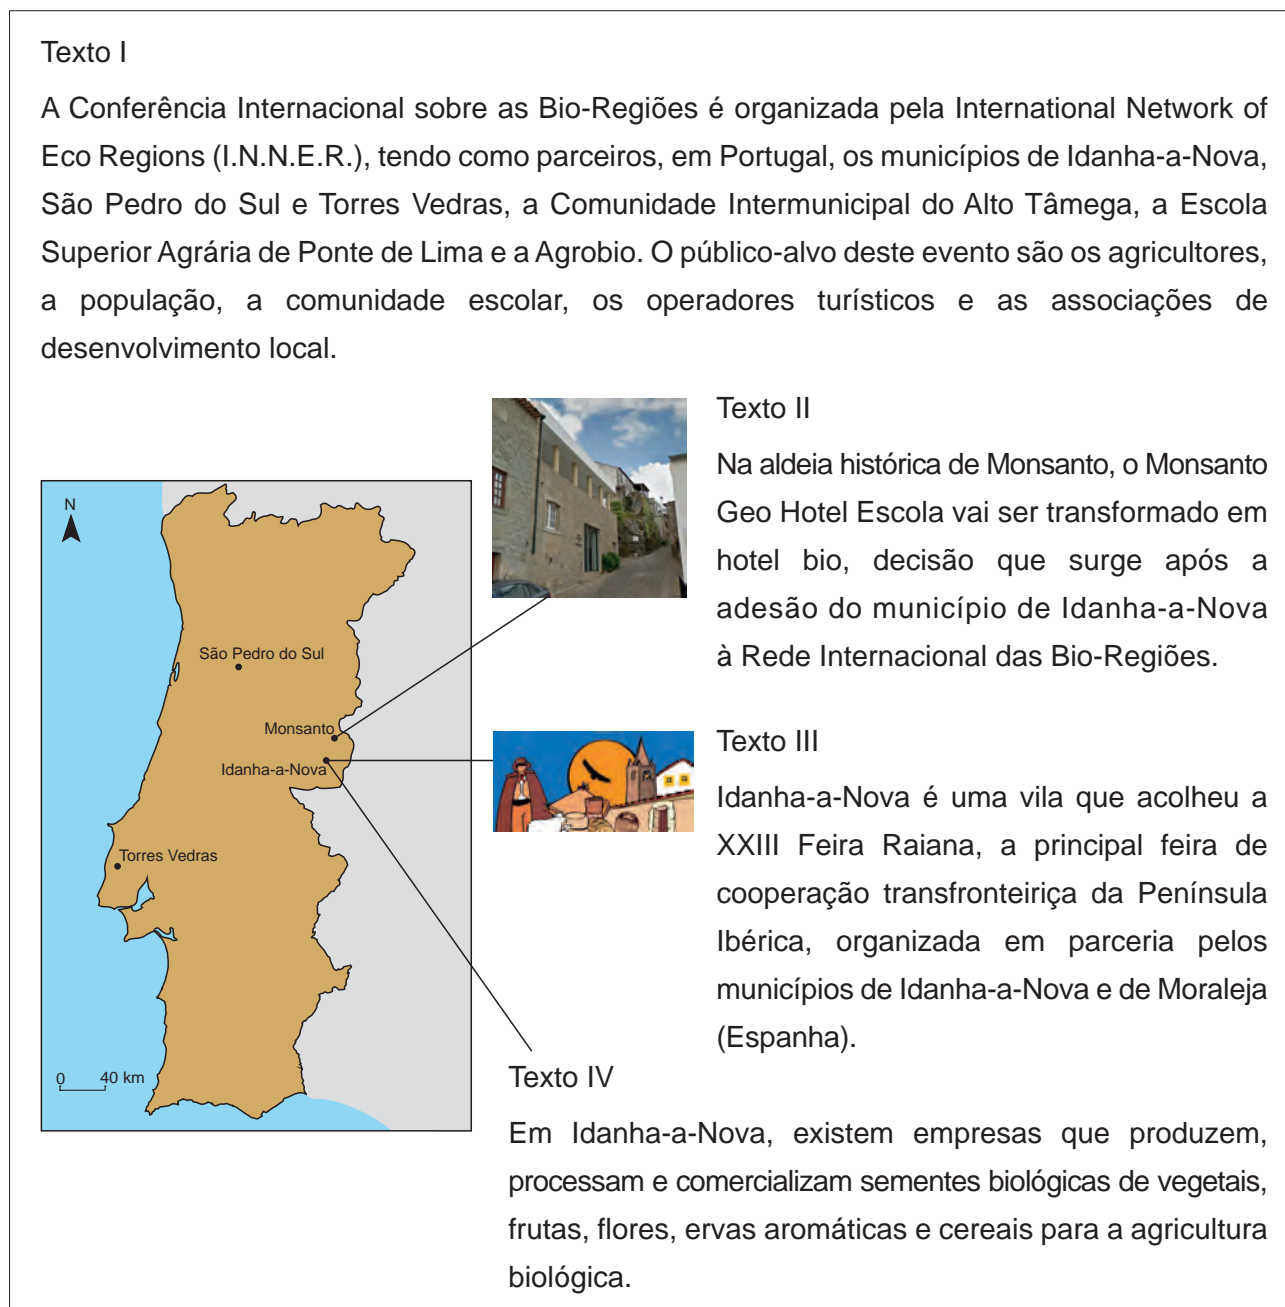 Texto I
A Conferência Internacional sobre as Bio-Regiões é organizada pela International Network of
Eco Regions (I.N.N.E.R.), tendo como parceiros, em Portugal, os municípios de Idanha-a-Nova,
São Pedro do Sul e Torres Vedras, a Comunidade Intermunicipal do Alto Tâmega, a Escola
Superior Agrária de Ponte de Lima e a Agrobio. O público-alvo deste evento são os agricultores,
a população, a comunidade escolar, os operadores turísticos e as associações de
desenvolvimento local.
N
São Pedro do Sul
Monsanto
Idanha-a-Nova
Torres Vedras
0 40 km
Texto II
Na aldeia histórica de Monsanto, o Monsanto
Geo Hotel Escola vai ser transformado em
hotel bio, decisão que surge após a
adesão do município de Idanha-a-Nova
à Rede Internacional das Bio-Regiões.
Texto III
Idanha-a-Nova é uma vila que acolheu a
XXIII Feira Raiana, a principal feira de
cooperação transfronteiriça da Península
Ibérica, organizada em parceria pelos
municípios de Idanha-a-Nova e de Moraleja
(Espanha).
Texto IV
Em Idanha-a-Nova, existem empresas que produzem,
processam e comercializam sementes biológicas de vegetais,
frutas, flores, ervas aromáticas e cereais para a agricultura
biológica.